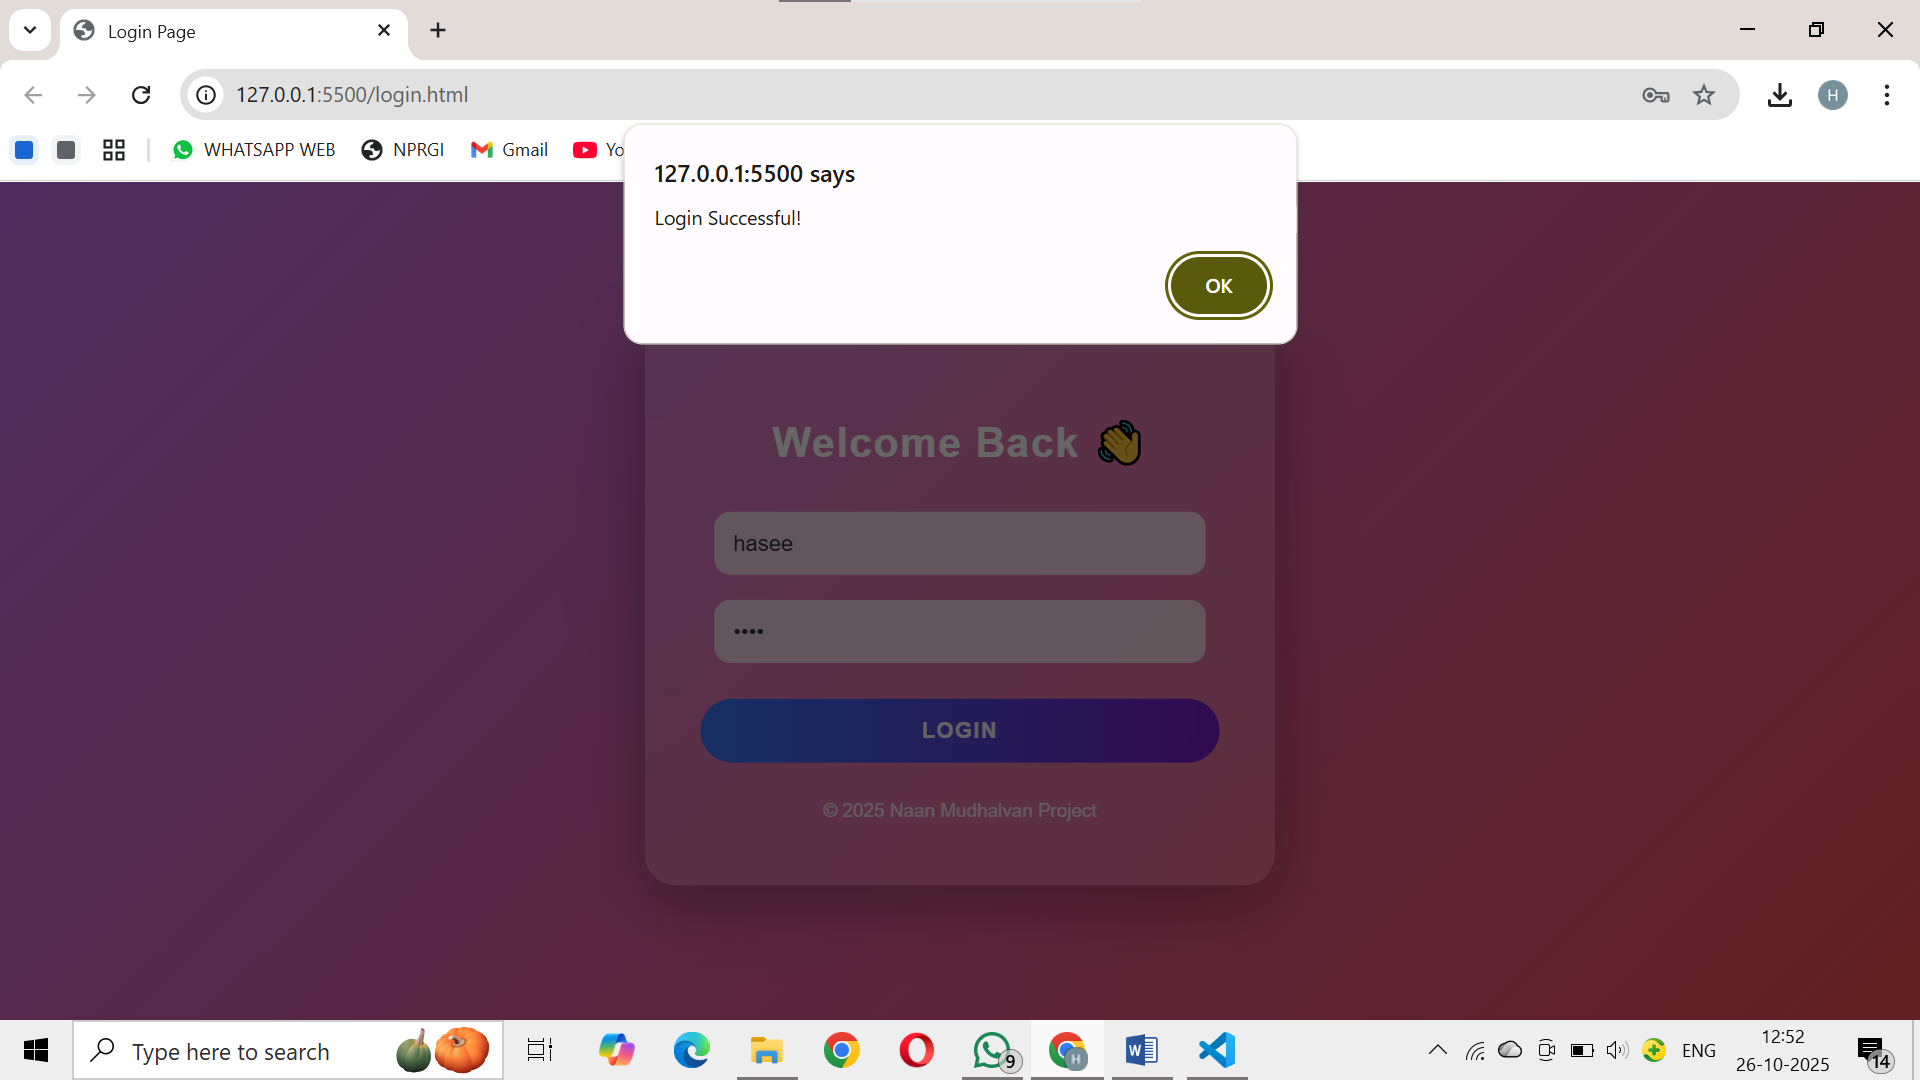 Login Page
127.0.0.1:5500/login.html
H
WHATSAPP WEB
NPRGI
Gmail
Yo
127.0.0.1:5500 says
Login Successful!
OK
Welcome Back 👋
hasee
••••
LOGIN
© 2025 Naan Mudhalvan Project
Type here to search
9
H
W
ENG
12:52
26-10-2025
14